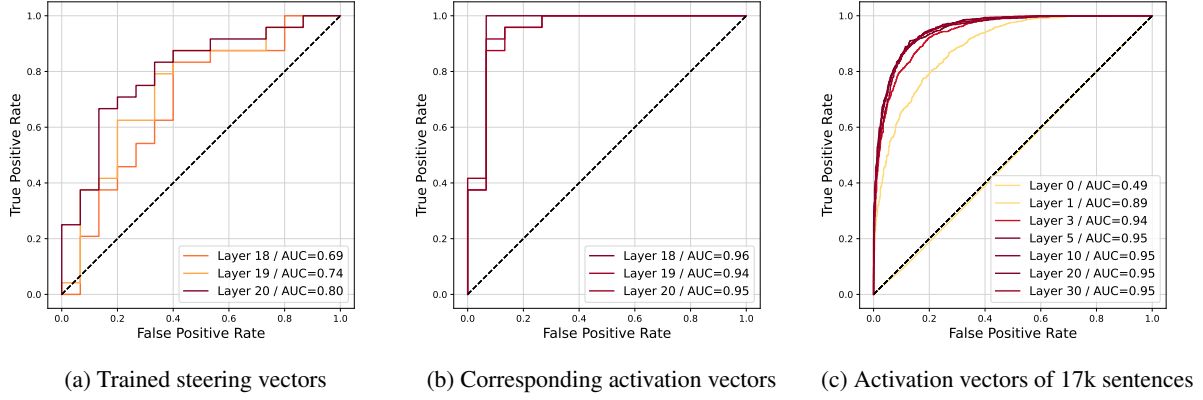 1.0
0.8
0.6
0.4
0.2
0.0
True Positive Rate
0.0 0.2 0.4 0.6 0.8 1.0
False Positive Rate
Layer 18 / AUC=0.69
Layer 19 / AUC=0.74
Layer 20 / AUC=0.80
(a) Trained steering vectors
1.0
0.8
0.6
0.4
0.2
0.0
True Positive Rate
0.0 0.2 0.4 0.6 0.8 1.0
False Positive Rate
Layer 18 / AUC=0.96
Layer 19 / AUC=0.94
Layer 20 / AUC=0.95
(b) Corresponding activation vectors
1.0
0.8
0.6
0.4
0.2
0.0
True Positive Rate
0.0 0.2 0.4 0.6 0.8 1.0
False Positive Rate
Layer 0 / AUC=0.49
Layer 1 / AUC=0.89
Layer 3 / AUC=0.94
Layer 5 / AUC=0.95
Layer 10 / AUC=0.95
Layer 20 / AUC=0.95
Layer 30 / AUC=0.95
(c) Activation vectors of 17k sentences